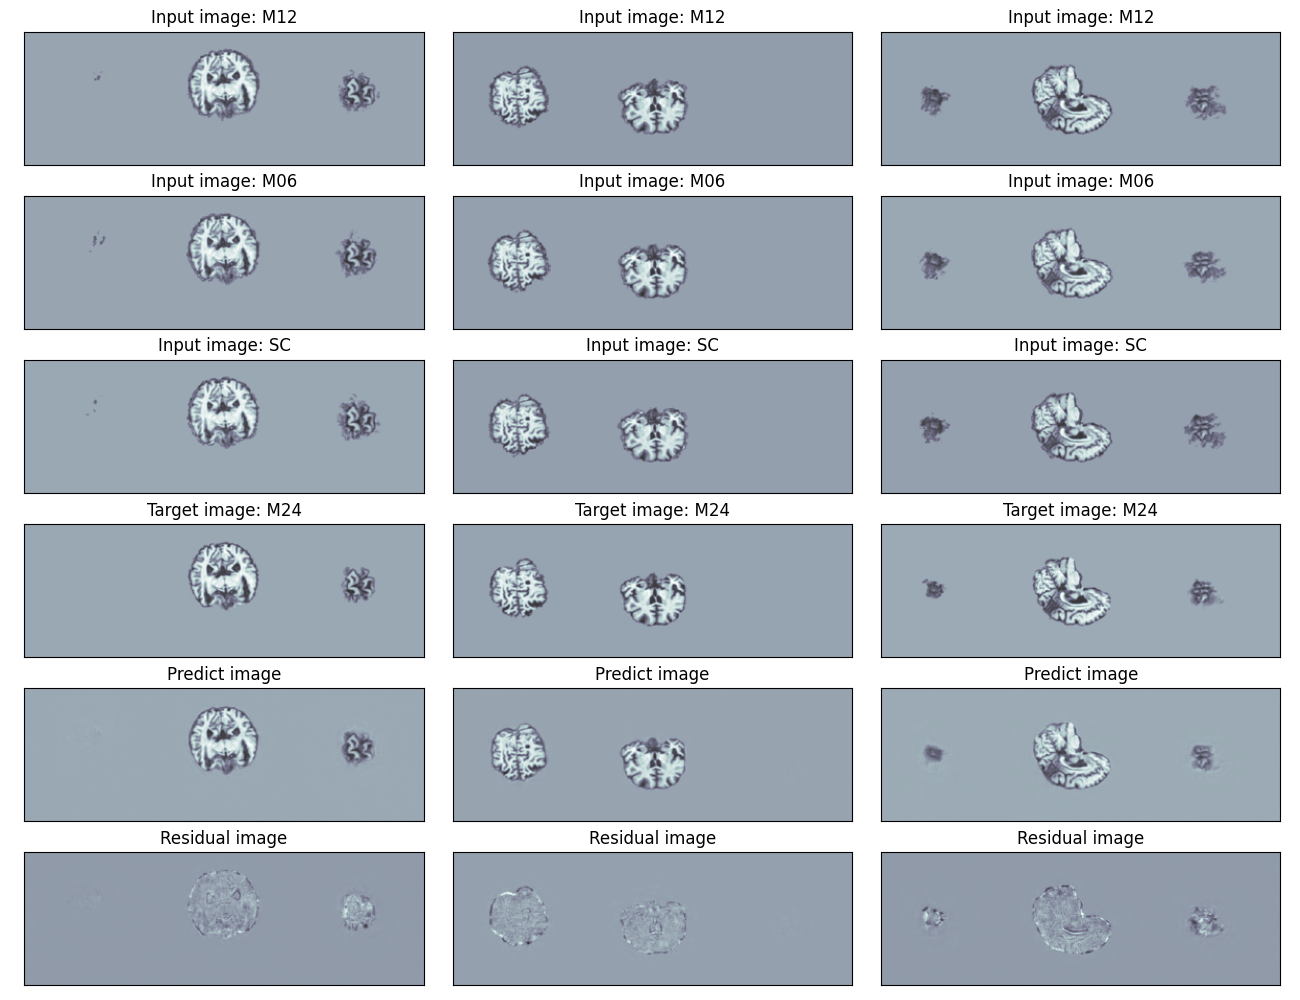 Input image: M12 Input image: M12 Input image: M12
Input image: M06 Input image: M06 Input image: M06
Input image: SC Input image: SC Input image: SC
Target image: M24 Target image: M24 Target image: M24
Predict image Predict image Predict image
Residual image Residual image Residual image